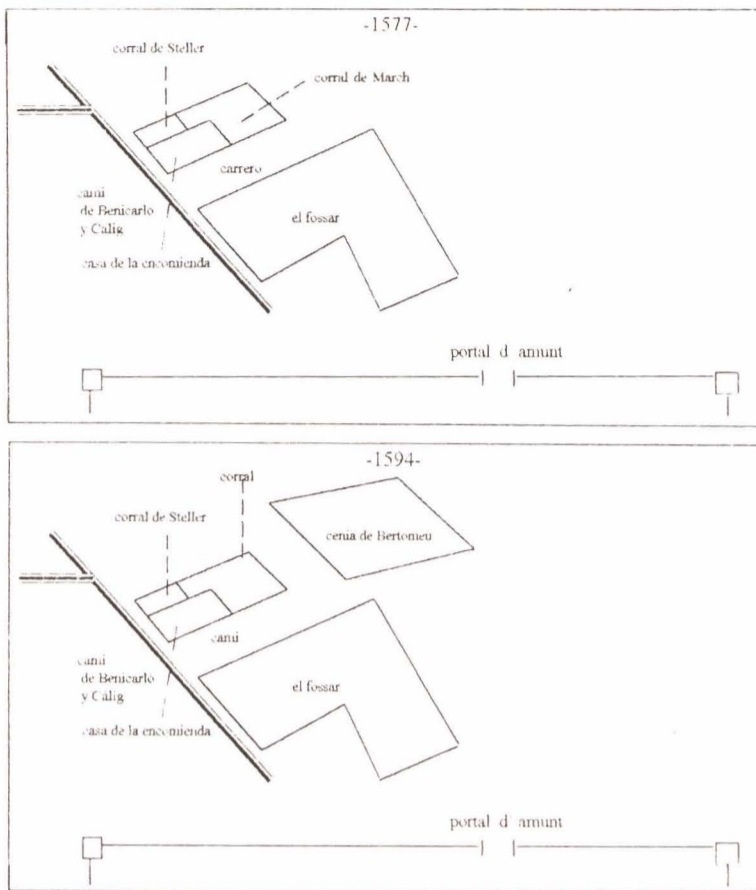 -1577-
corral de Steller
corral de March
carrero
cami
de Benicarlo
y Calig
el fossar
casa de la encomienda
portal d amunt
-1594-
corral
corral de Steller
cenia de Bertomeu
cami
cami
de Benicarlo
y Calig
el fossar
casa de la encomienda
portal d amunt